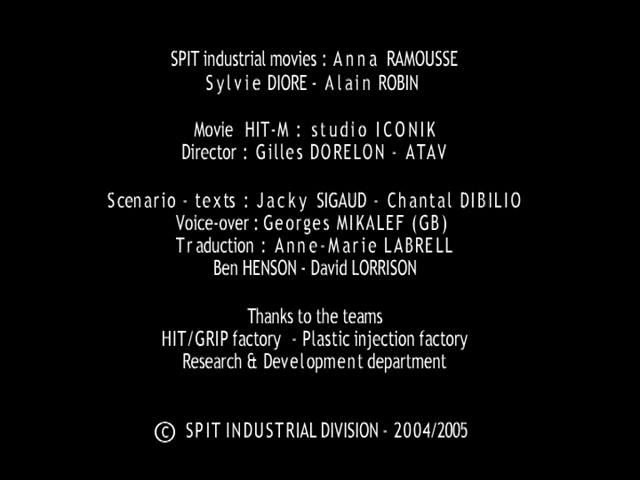 SPIT industrial movies : Anna RAMOUSSE
Sylvie DIORE - Alain ROBIN
Movie HIT-M : studio ICONIK
Director : Gilles DORELON - ATAV
Scenario - texts : Jacky SIGAUD - Chantal DIBILIO
Voice-over : Georges MIKALEF (GB)
Traduction : Anne-Marie LABRELL
Ben HENSON - David LORRISON
Thanks to the teams
HIT/GRIP factory - Plastic injection factory
Research & Development department
© SPIT INDUSTRIAL DIVISION - 2004/2005